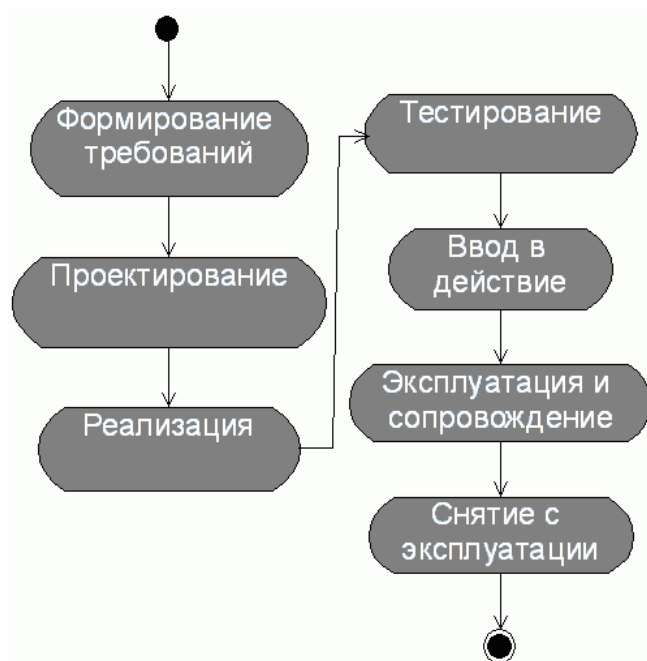 Формирование
требований
Проектирование
Реализация
Тестирование
Ввод в
действие
Эксплуатация и
сопровождение
Снятие с
эксплуатации